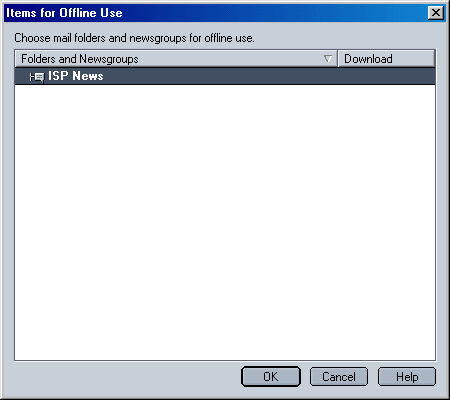 Items for Offline Use
Choose mail folders and newsgroups for offline use.
Folders and Newsgroups Download
ISP News
OK Cancel Help